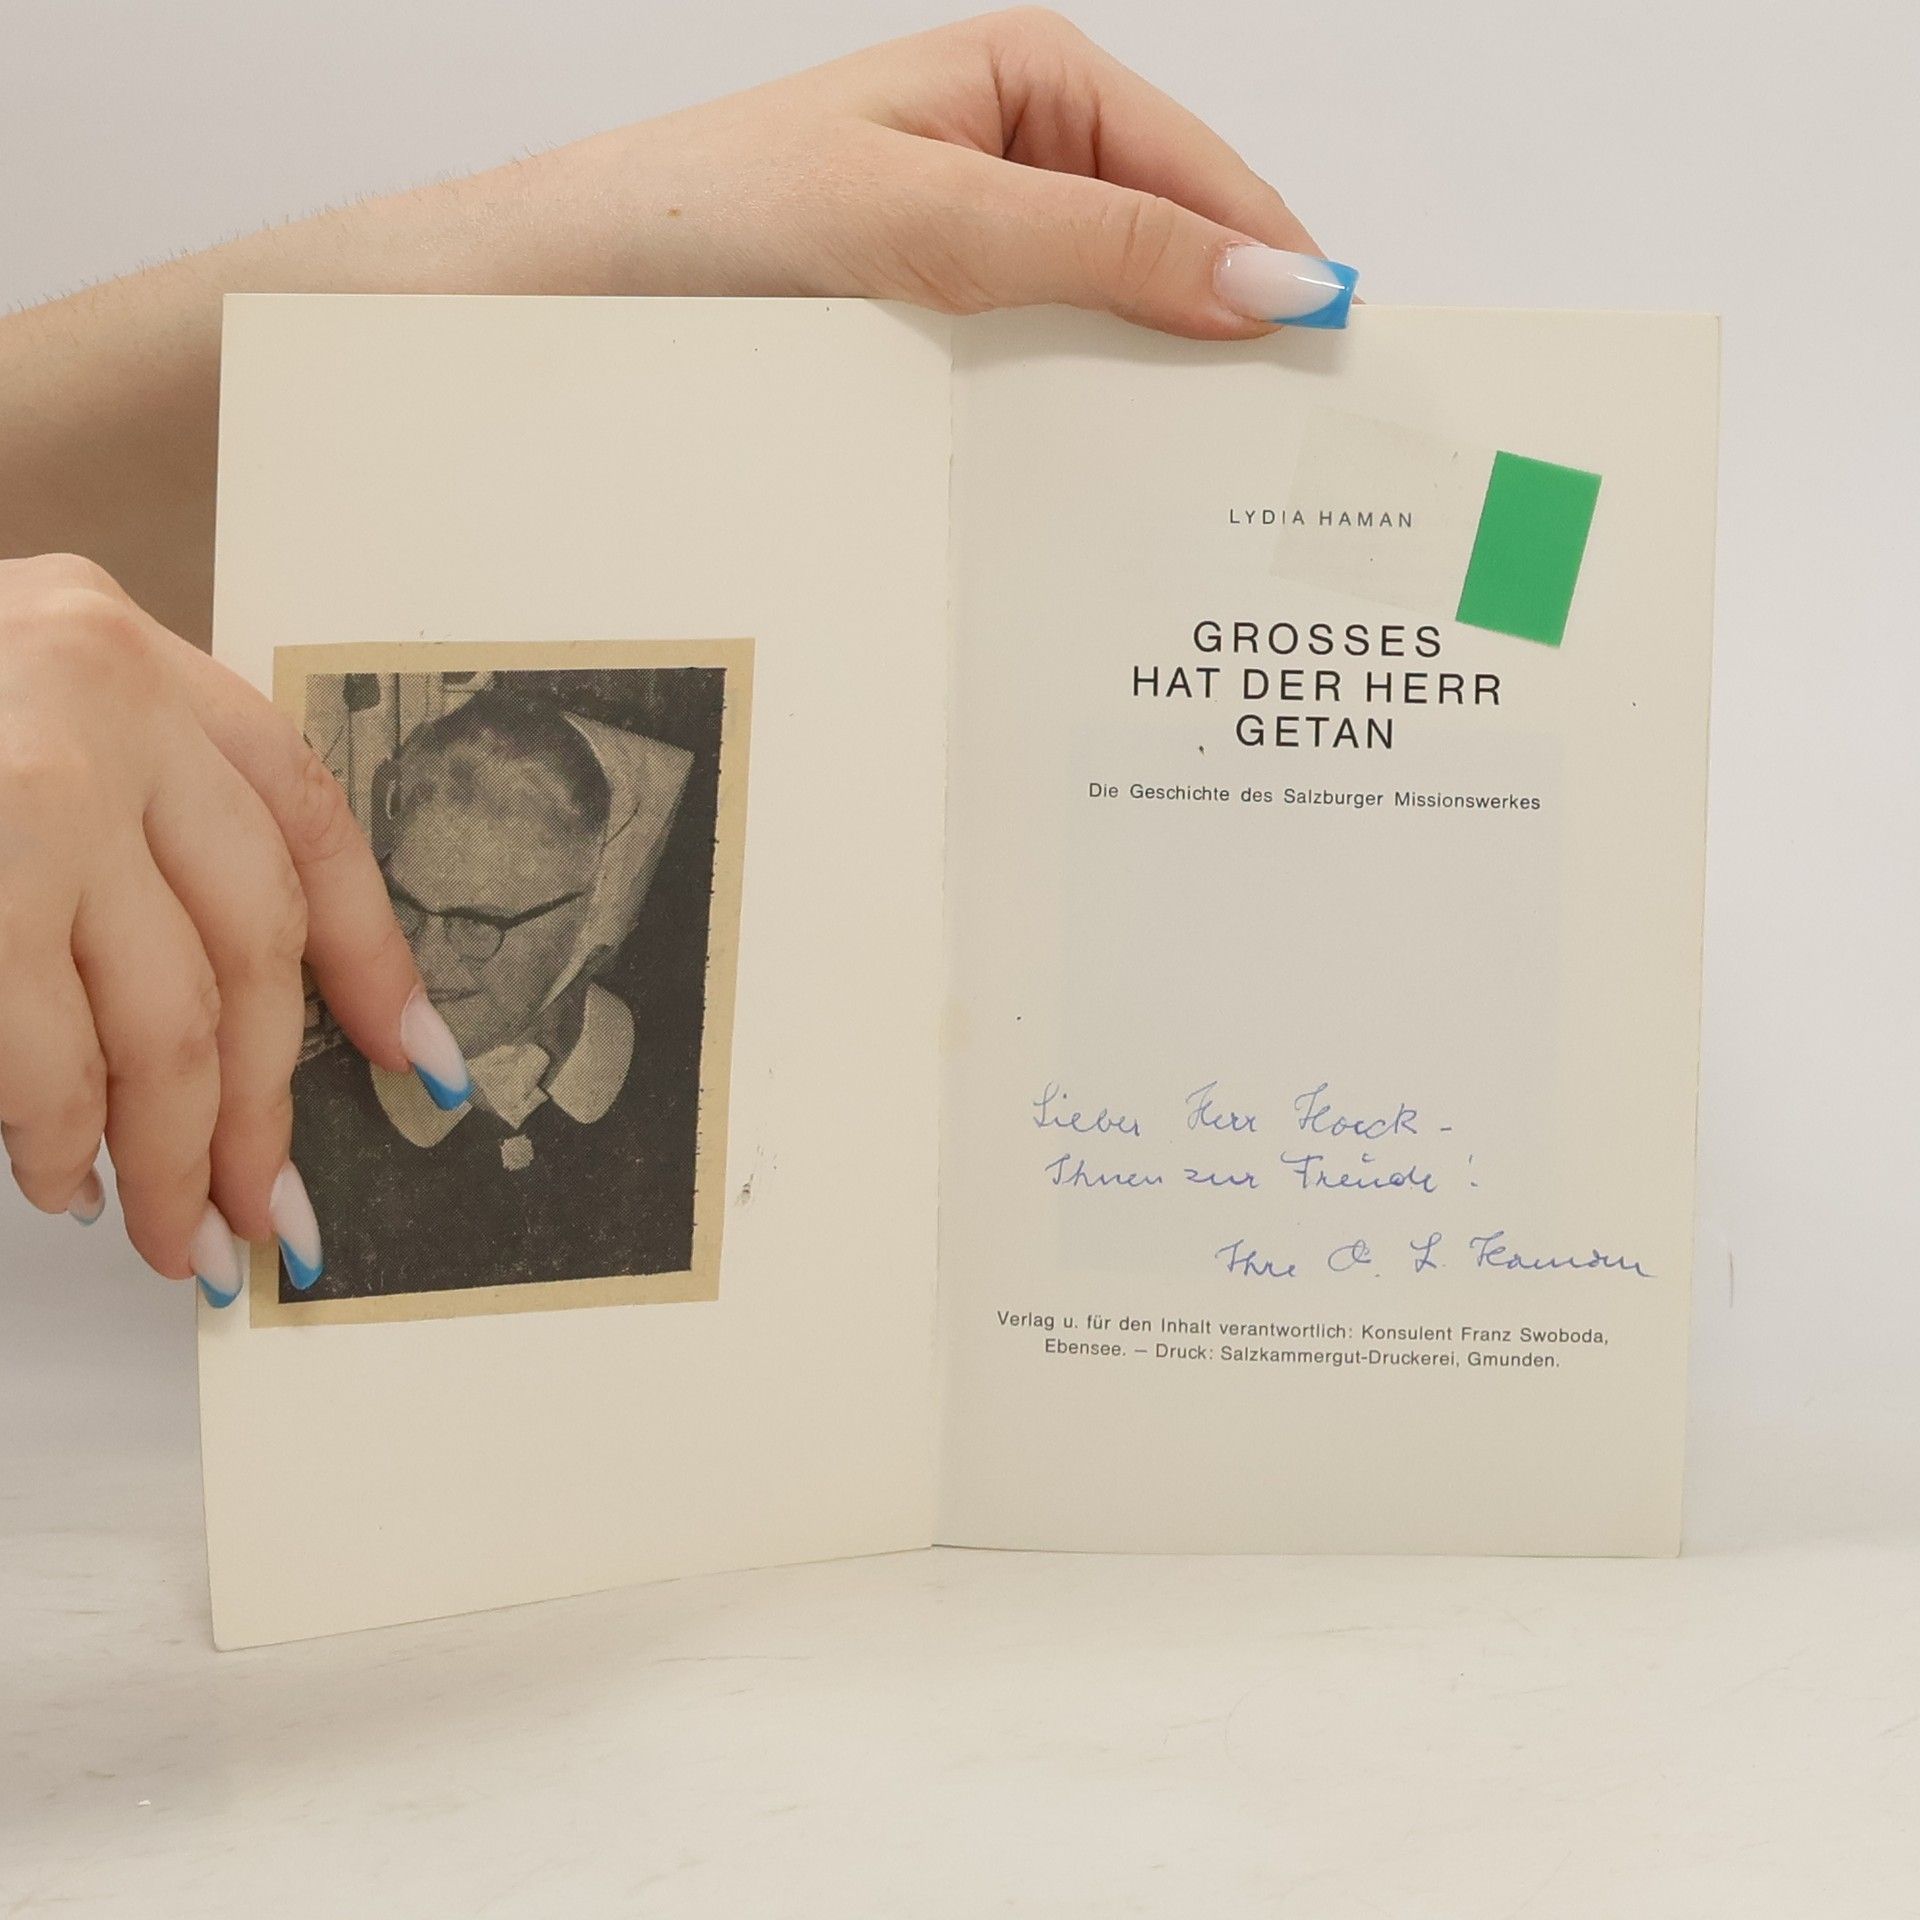 LYDIA HAMAN
GROSSES
HAT DER HERR
GETAN
Die Geschichte des Salzburger Missionswerkes
Lieber Herr
Ihnen zur Freude!
Ihre L. Haman
Verlag u. für den Inhalt verantwortlich: Konsulent Franz Swoboda,
Ebensee. — Druck: Salzkammergut-Druckerei, Gmunden.